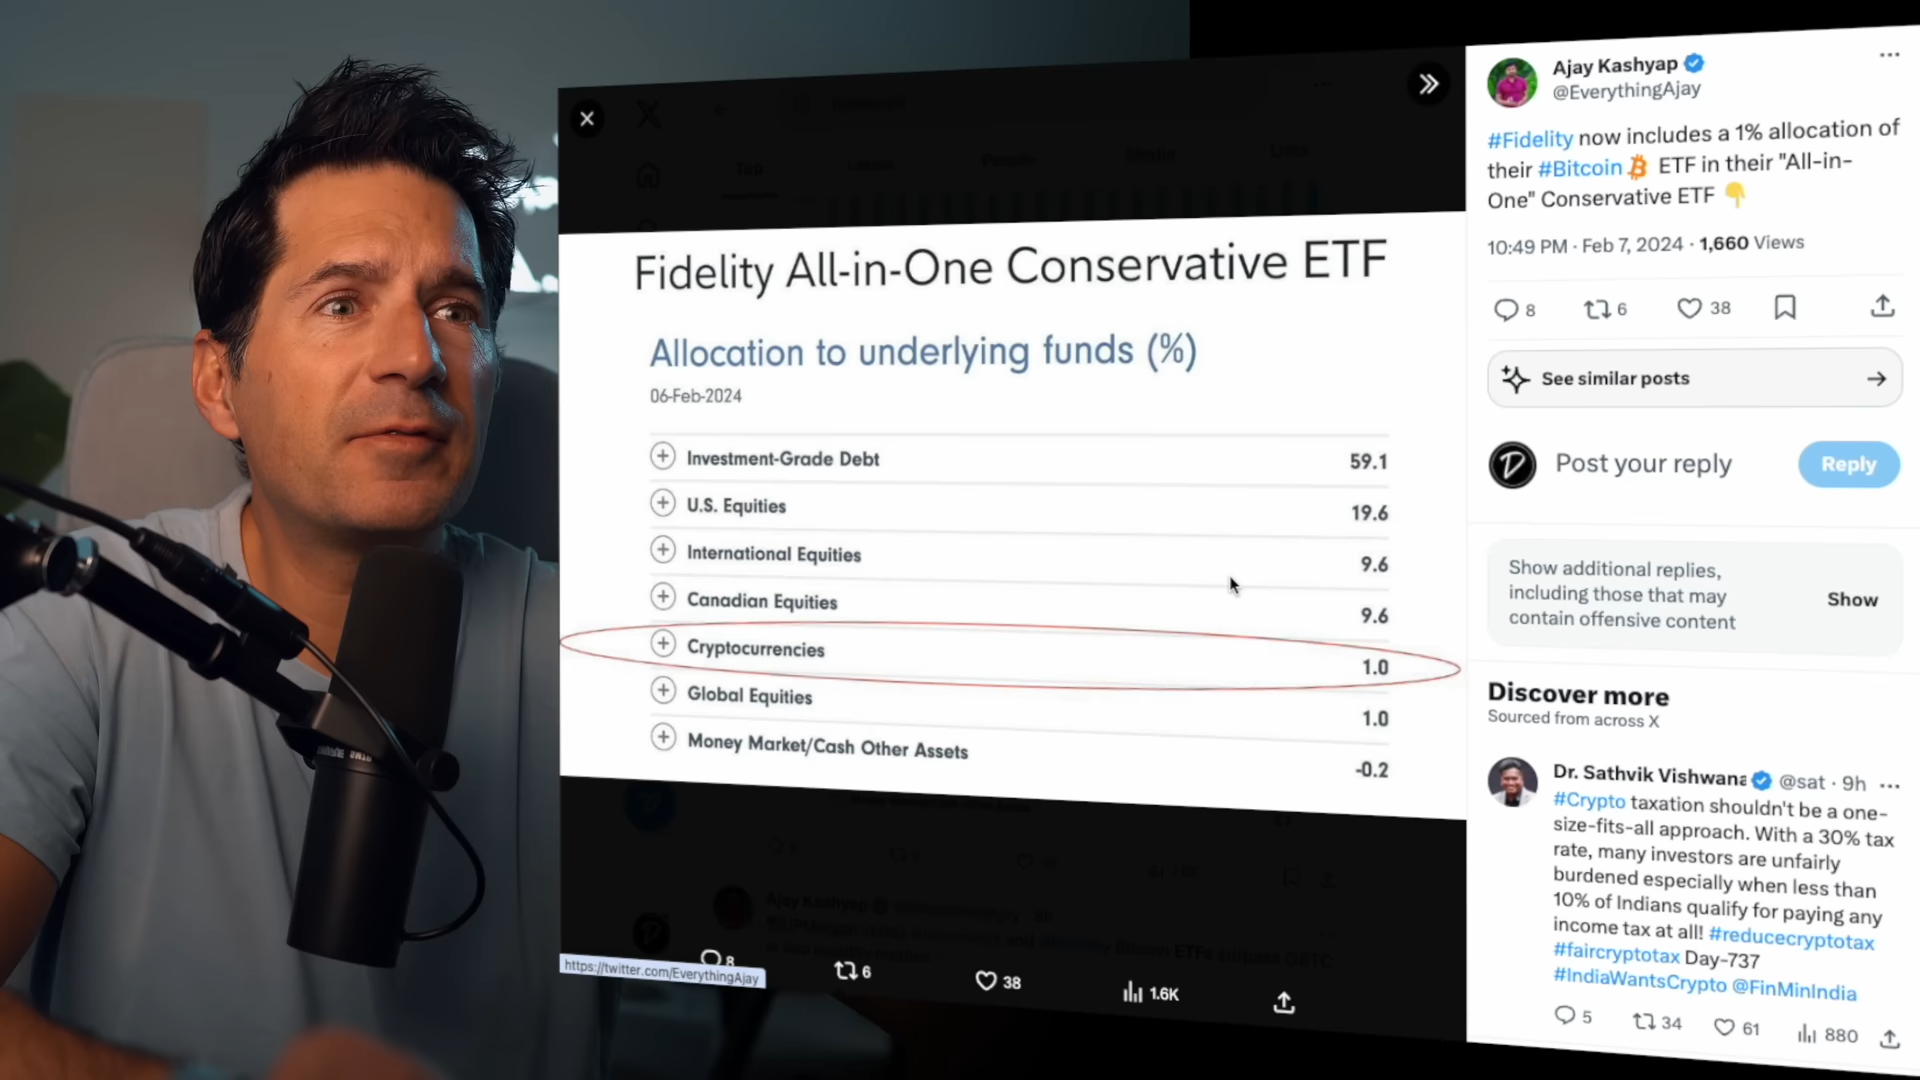 Fidelity All-in-One Conservative ETF
Allocation to underlying funds (%)
06-Feb-2024
Investment-Grade Debt 59.1
U.S. Equities 19.6
International Equities 9.6
Canadian Equities 9.6
Cryptocurrencies 1.0
Global Equities 1.0
Money Market/Cash Other Assets -0.2
https://twitter.com/EverythingAjay
8 6 38 1.6K
Ajay Kashyap
@EverythingAjay
#Fidelity now includes a 1% allocation of
their #Bitcoin ETF in their "All-in-
One" Conservative ETF
10:49 PM · Feb 7, 2024 · 1,660 Views
8 6 38
See similar posts
Post your reply Reply
Show additional replies,
including those that may
contain offensive content
Show
Discover more
Sourced from across X
Dr. Sathvik Vishwana @sat · 9h
#Crypto taxation shouldn't be a one-
size-fits-all approach. With a 30% tax
rate, many investors are unfairly
burdened especially when less than
10% of Indians qualify for paying any
income tax at all! #reducecryptotax
#faircryptotax Day-737
#IndiaWantsCrypto @FinMinIndia
5 34 61 880